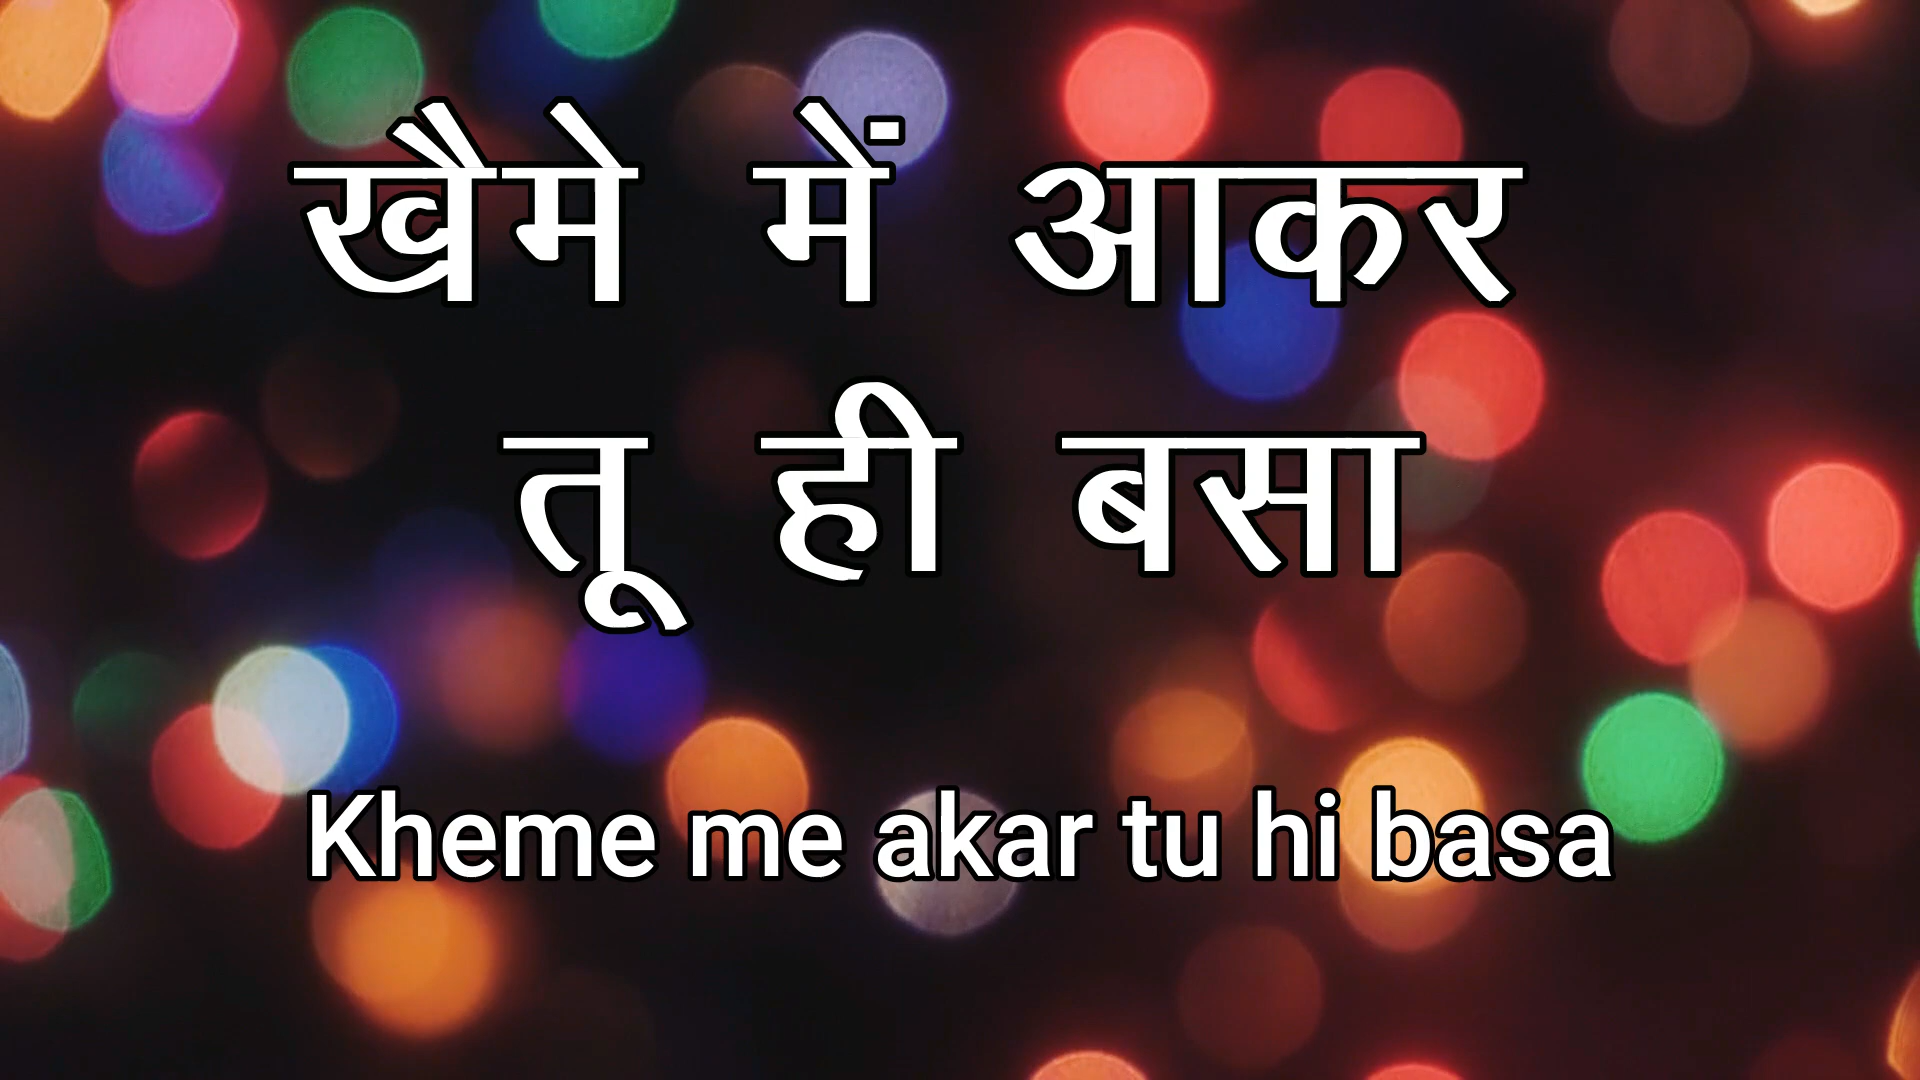 खैमे में आकर
तू ही बसा
Kheme me akar tu hi basa